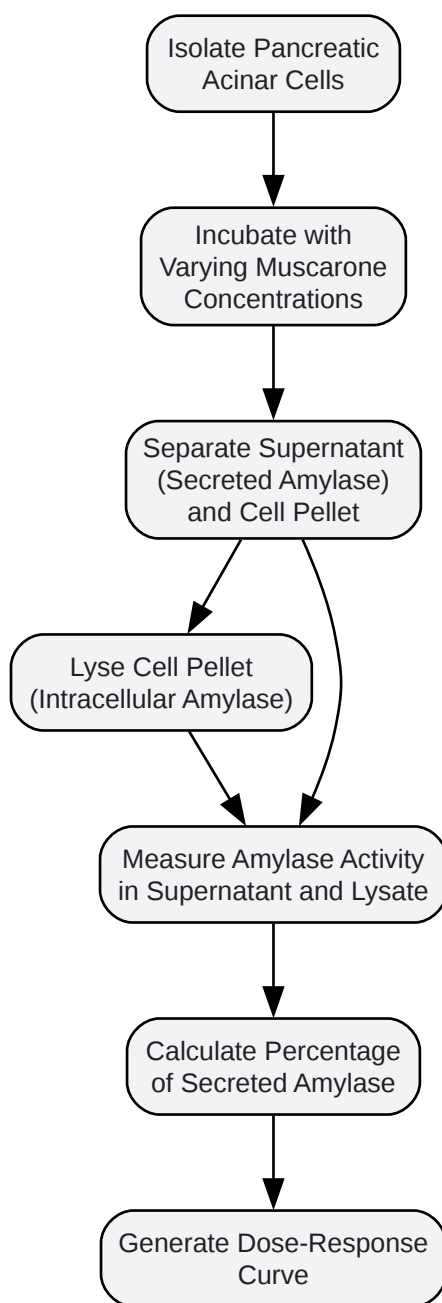 Isolate Pancreatic
Acinar Cells
Incubate with
Varying Muscarone
Concentrations
Separate Supernatant
(Secreted Amylase)
and Cell Pellet
Lyse Cell Pellet
(Intracellular Amylase)
Measure Amylase Activity
in Supernatant and Lysate
Calculate Percentage
of Secreted Amylase
Generate Dose-Response
Curve